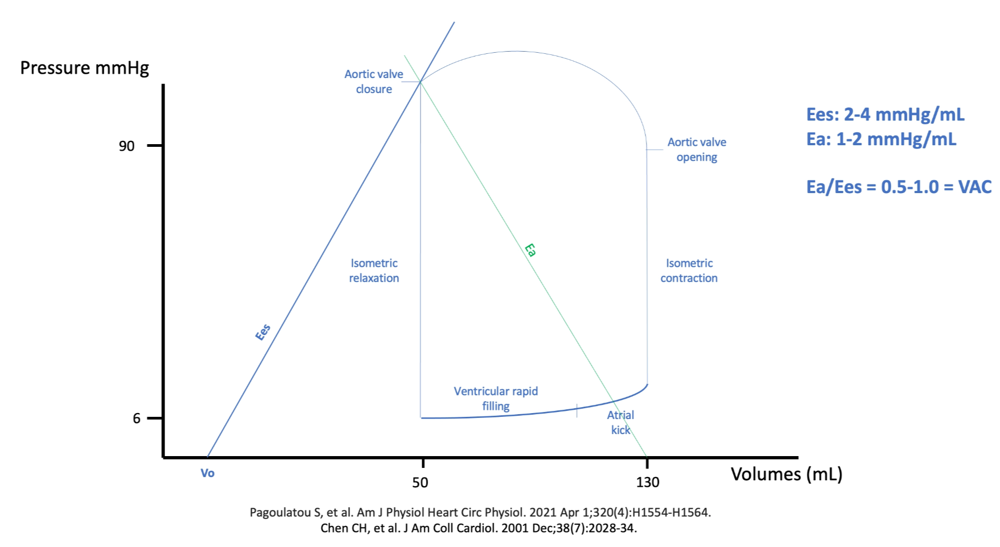 Pressure mmHg
Aortic valve
closure
Ees: 2-4 mmHg/mL
Ea: 1-2 mmHg/mL
90
Aortic valve
opening
Ea/Ees = 0.5-1.0 = VAC
Ea
Isometric
relaxation
Isometric
contraction
Ees
Ventricular rapid
filling
6
Atrial
kick
Vo
50
130
Volumes (mL)
Pagoulatou S, et al. Am J Physiol Heart Circ Physiol. 2021 Apr 1;320(4):H1554-H1564.
Chen CH, et al. J Am Coll Cardiol. 2001 Dec;38(7):2028-34.